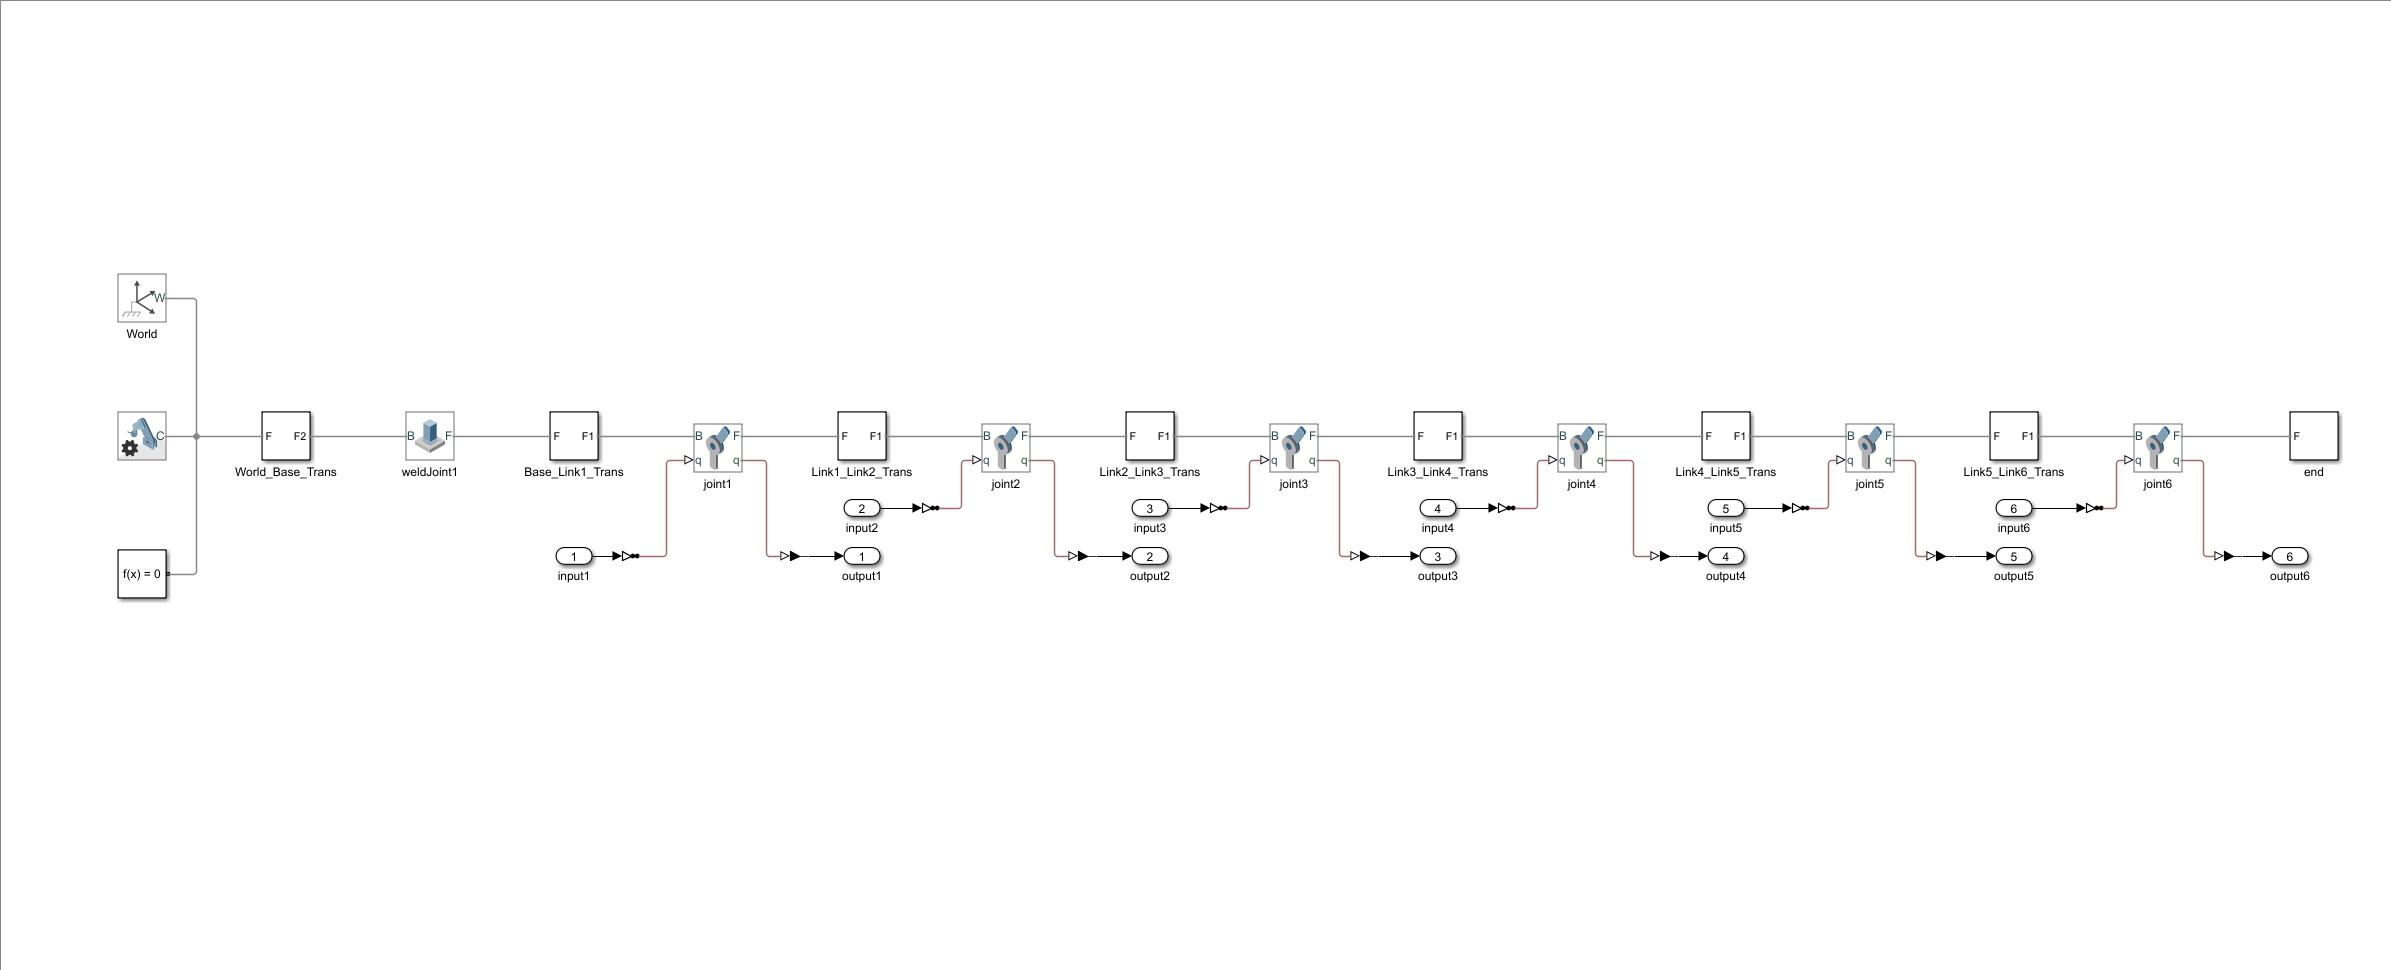 W
World
C
F F2
World_Base_Trans
B F
weldJoint1
F F1
Base_Link1_Trans
B F
q q
joint1
F F1
Link1_Link2_Trans
B F
q q
joint2
F F1
Link2_Link3_Trans
B F
q q
joint3
F F1
Link3_Link4_Trans
B F
q q
joint4
F F1
Link4_Link5_Trans
B F
q q
joint5
F F1
Link5_Link6_Trans
B F
q q
joint6
F
end
2
input2
3
input3
4
input4
5
input5
6
input6
f(x) = 0
1
input1
1
output1
2
output2
3
output3
4
output4
5
output5
6
output6